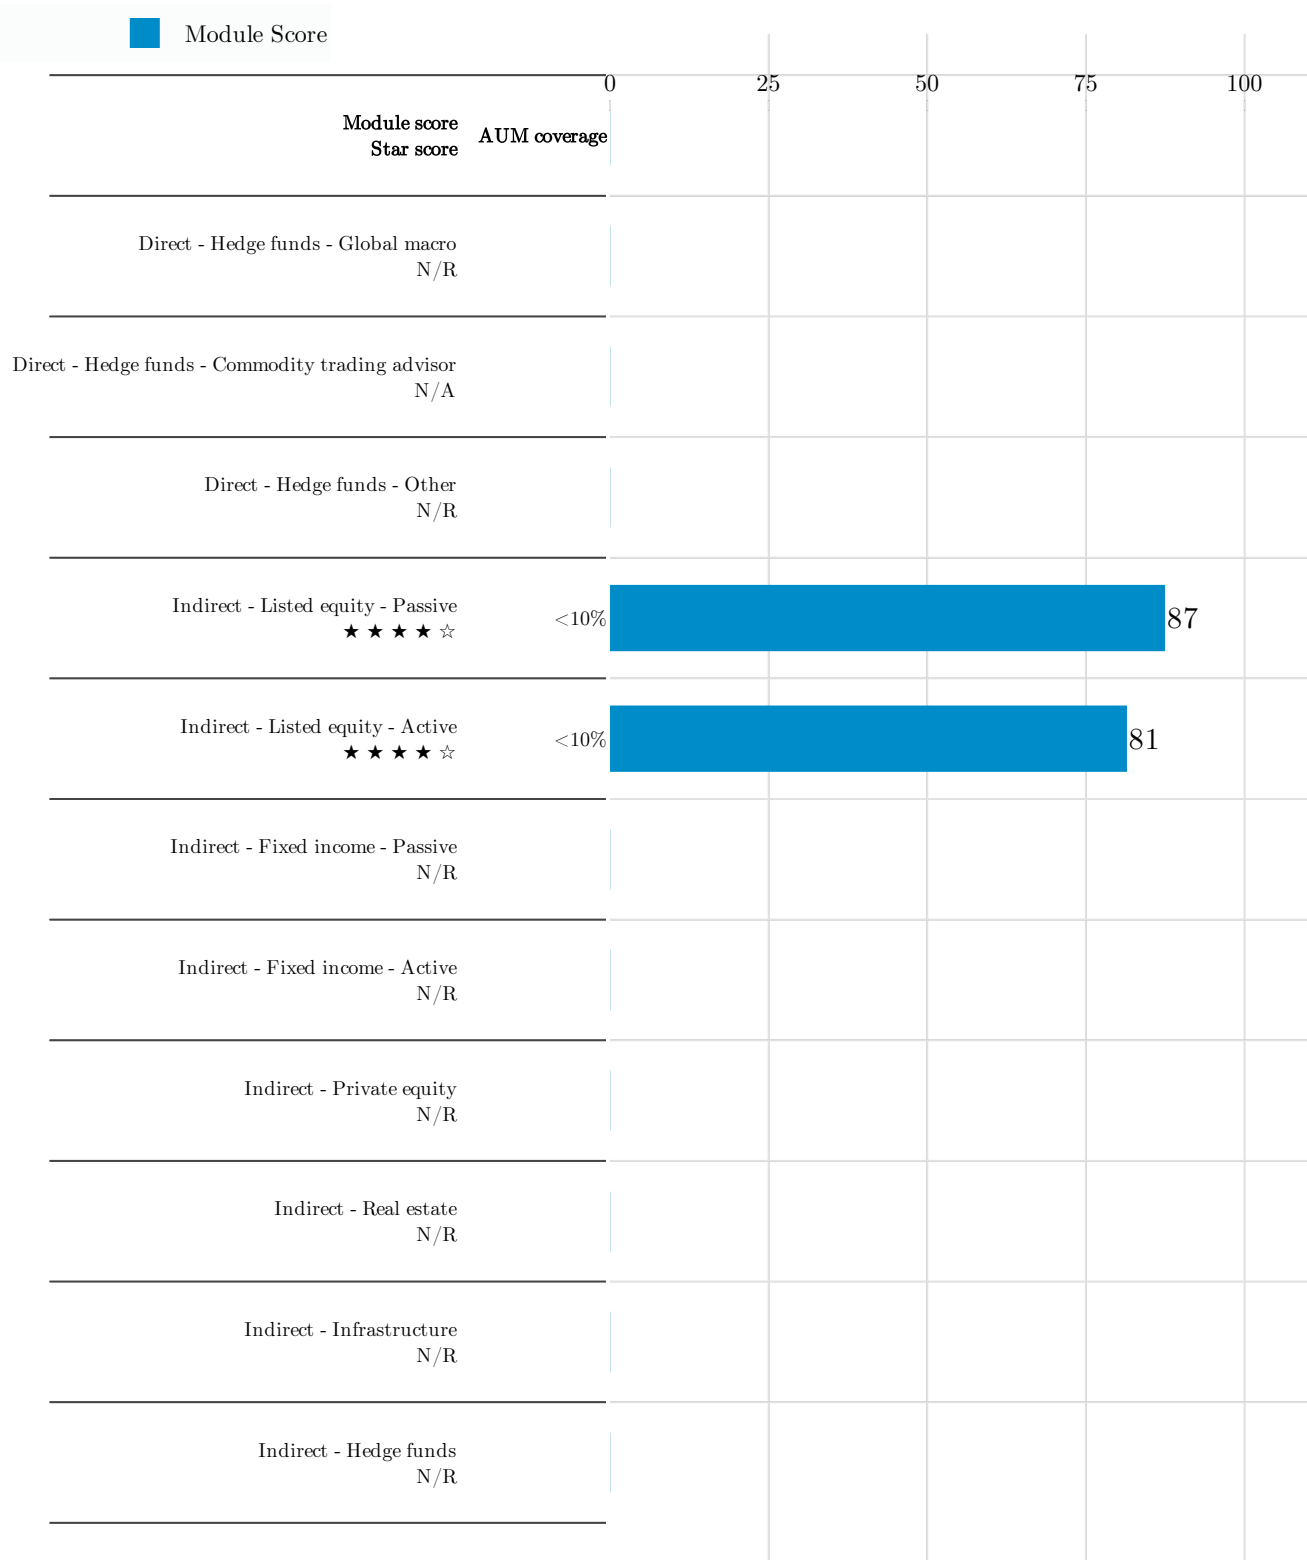 Module Score
0 25 50 75 100
Module score
Star score
AUM coverage
Direct - Hedge funds - Global macro
N/R
Direct - Hedge funds - Commodity trading advisor
N/A
Direct - Hedge funds - Other
N/R
Indirect - Listed equity - Passive
★ ★ ★ ★ ☆
<10%
87
Indirect - Listed equity - Active
★ ★ ★ ★ ☆
<10%
81
Indirect - Fixed income - Passive
N/R
Indirect - Fixed income - Active
N/R
Indirect - Private equity
N/R
Indirect - Real estate
N/R
Indirect - Infrastructure
N/R
Indirect - Hedge funds
N/R